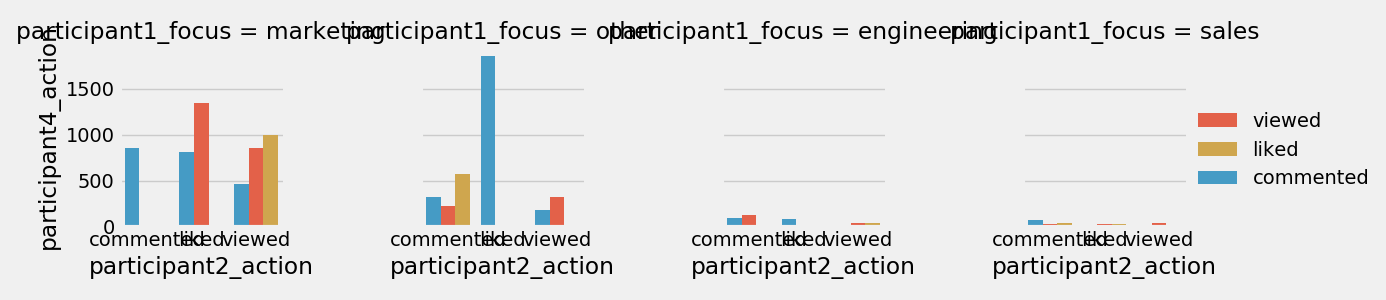 participant1_focus = marketing
participant1_focus = other
participant1_focus = engineering
participant1_focus = sales
participant4_action
1500
1000
500
0
viewed
liked
commented
commented liked viewed
commented liked viewed
commented liked viewed
commented liked viewed
participant2_action
participant2_action
participant2_action
participant2_action